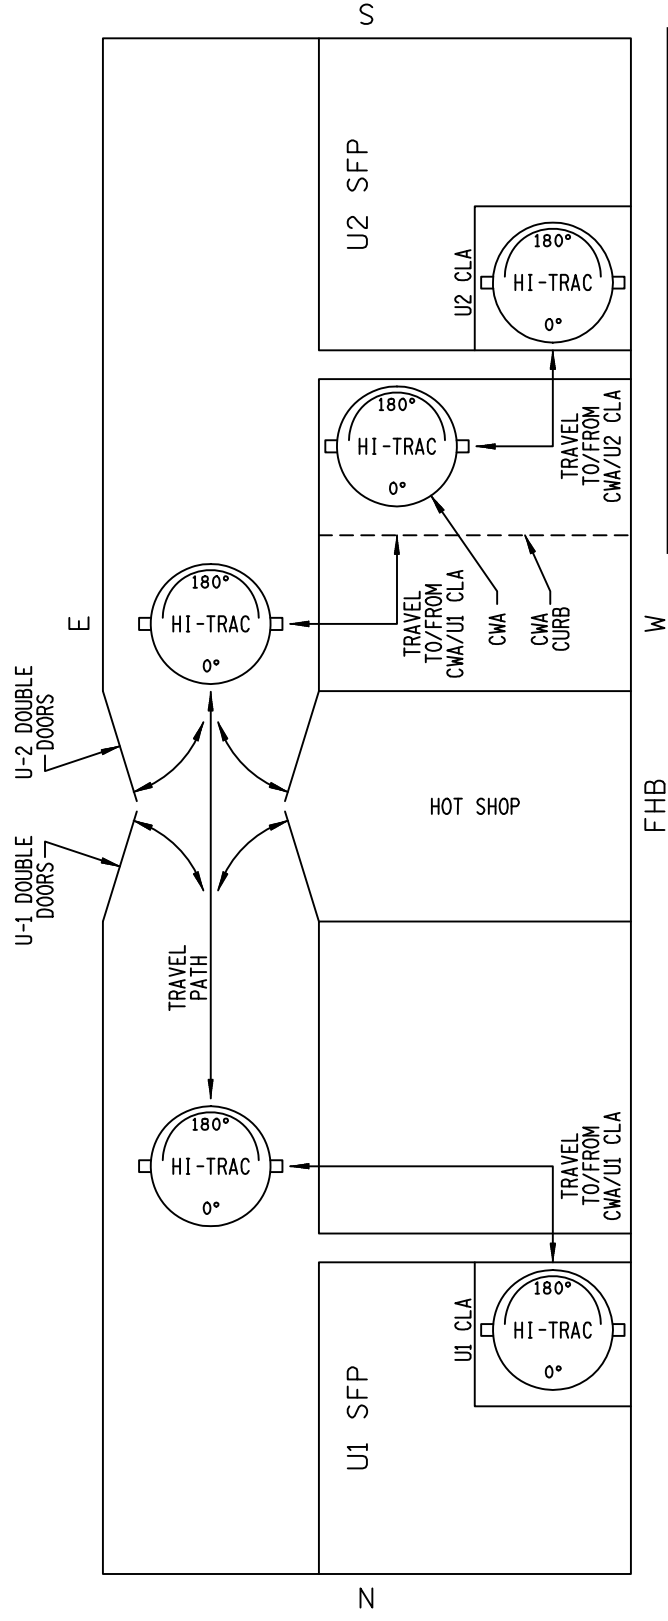 S
U2 SFP
U2 CLA
180°
HI-TRAC
0°
180°
HI-TRAC
0°
TRAVEL
TO/FROM
CWA/U2 CLA
E
180°
HI-TRAC
0°
TRAVEL
TO/FROM
CWA/U1 CLA
CWA
CWA
CURB
W
U-2 DOUBLE
DOORS
HOT SHOP
FHB
U-1 DOUBLE
DOORS
TRAVEL
PATH
180°
HI-TRAC
0°
TRAVEL
TO/FROM
CWA/U1 CLA
U1 SFP
U1 CLA
180°
HI-TRAC
0°
N